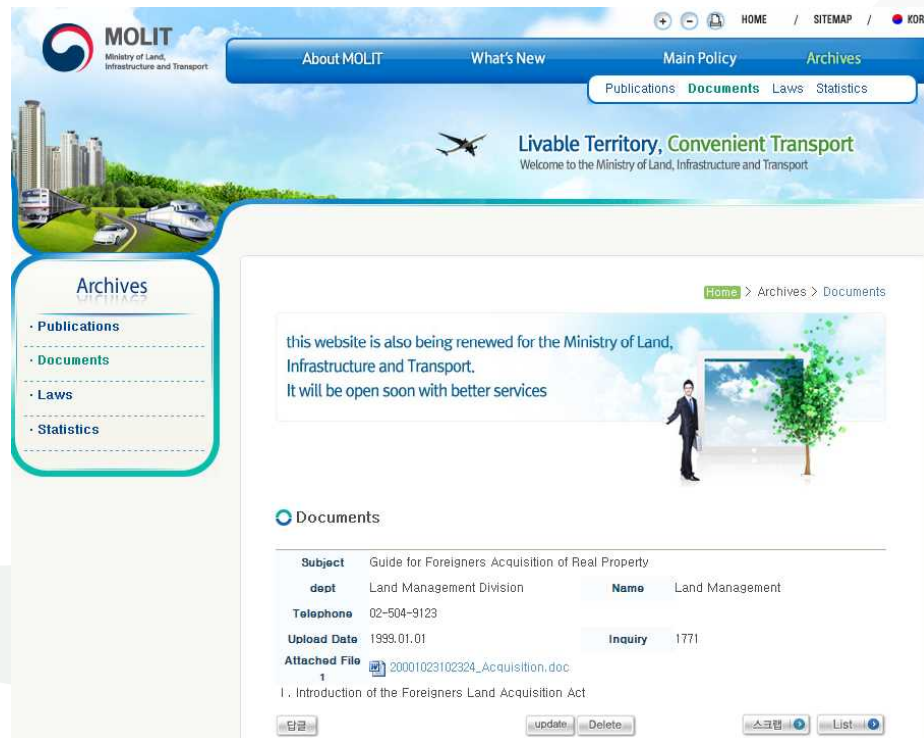 HOME / SITEMAP / KOR
MOLIT
Ministry of Land,
Infrastructure and Transport
About MOLIT What's New Main Policy Archives
Publications Documents Laws Statistics
Livable Territory, Convenient Transport
Welcome to the Ministry of Land, Infrastructure and Transport
Archives
· Publications
· Documents
· Laws
· Statistics
Home > Archives > Documents
this website is also being renewed for the Ministry of Land,
Infrastructure and Transport.
It will be open soon with better services
Documents
Subject Guide for Foreigners Acquisition of Real Property
dept Land Management Division Name Land Management
Telephone 02-504-9123
Upload Date 1999.01.01 Inquiry 1771
Attached File
1 20001023102324_Acquisition.doc
Ⅰ. Introduction of the Foreigners Land Acquisition Act
답글 update Delete 스크랩 List